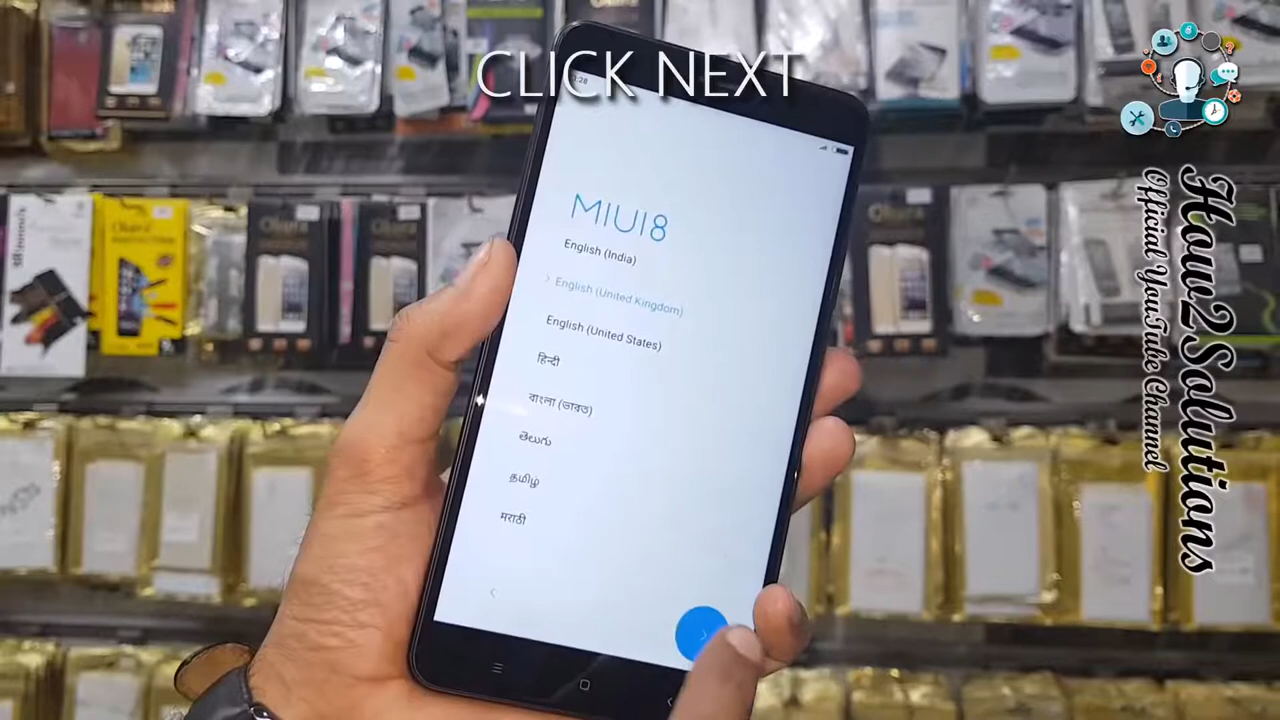 CLICK NEXT
MIUI8
English (India)
English (United Kingdom)
English (United States)
हिन्दी
বাংলা (ভারত)
తెలుగు
தமிழ்
मराठी
How2Solutions
Official YouTube Channel